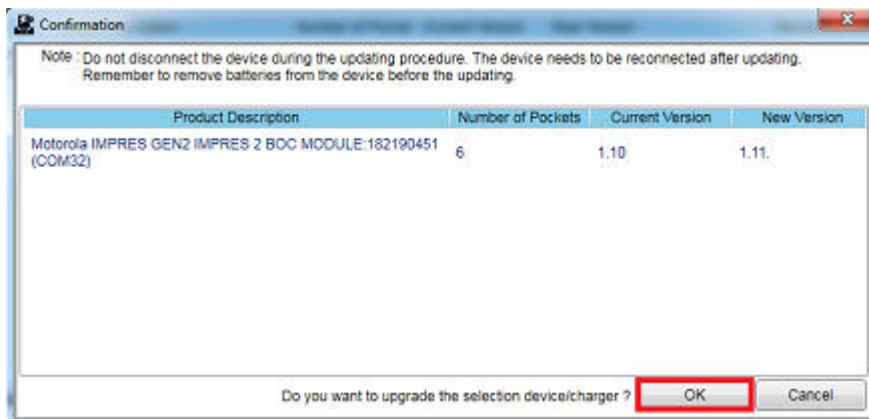 Confirmation
Note : Do not disconnect the device during the updating procedure. The device needs to be reconnected after updating.
Remember to remove batteries from the device before the updating.
Product Description Number of Pockets Current Version New Version
Motorola IMPRES GEN2 IMPRES 2 BOC MODULE:182190451 6 1.10 1.11.
(COM32)
Do you want to upgrade the selection device/charger ? OK Cancel